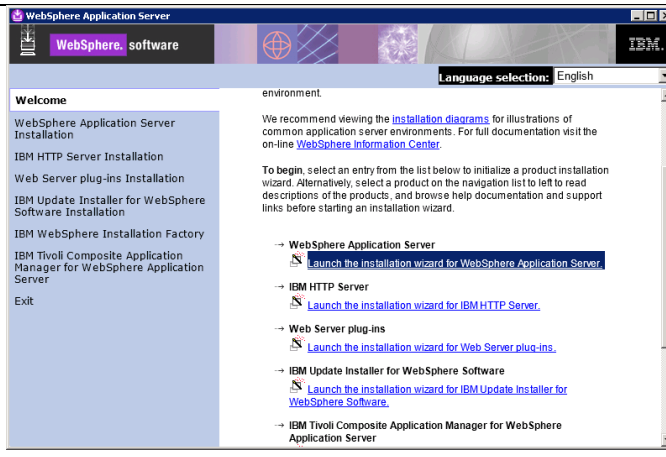 WebSphere Application Server
WebSphere. software
IBM.
Language selection: English
Welcome
WebSphere Application Server
Installation
IBM HTTP Server Installation
Web Server plug-ins Installation
IBM Update Installer for WebSphere
Software Installation
IBM WebSphere Installation Factory
IBM Tivoli Composite Application
Manager for WebSphere Application
Server
Exit
environment.
We recommend viewing the installation diagrams for illustrations of
common application server environments. For full documentation visit the
on-line WebSphere Information Center.
To begin, select an entry from the list below to initialize a product installation
wizard. Alternatively, select a product on the navigation list to left to read
descriptions of the products, and browse help documentation and support
links before starting an installation wizard.
→ WebSphere Application Server
Launch the installation wizard for WebSphere Application Server.
→ IBM HTTP Server
Launch the installation wizard for IBM HTTP Server.
→ Web Server plug-ins
Launch the installation wizard for Web Server plug-ins.
→ IBM Update Installer for WebSphere Software
Launch the installation wizard for IBM Update Installer for
WebSphere Software.
→ IBM Tivoli Composite Application Manager for WebSphere
Application Server